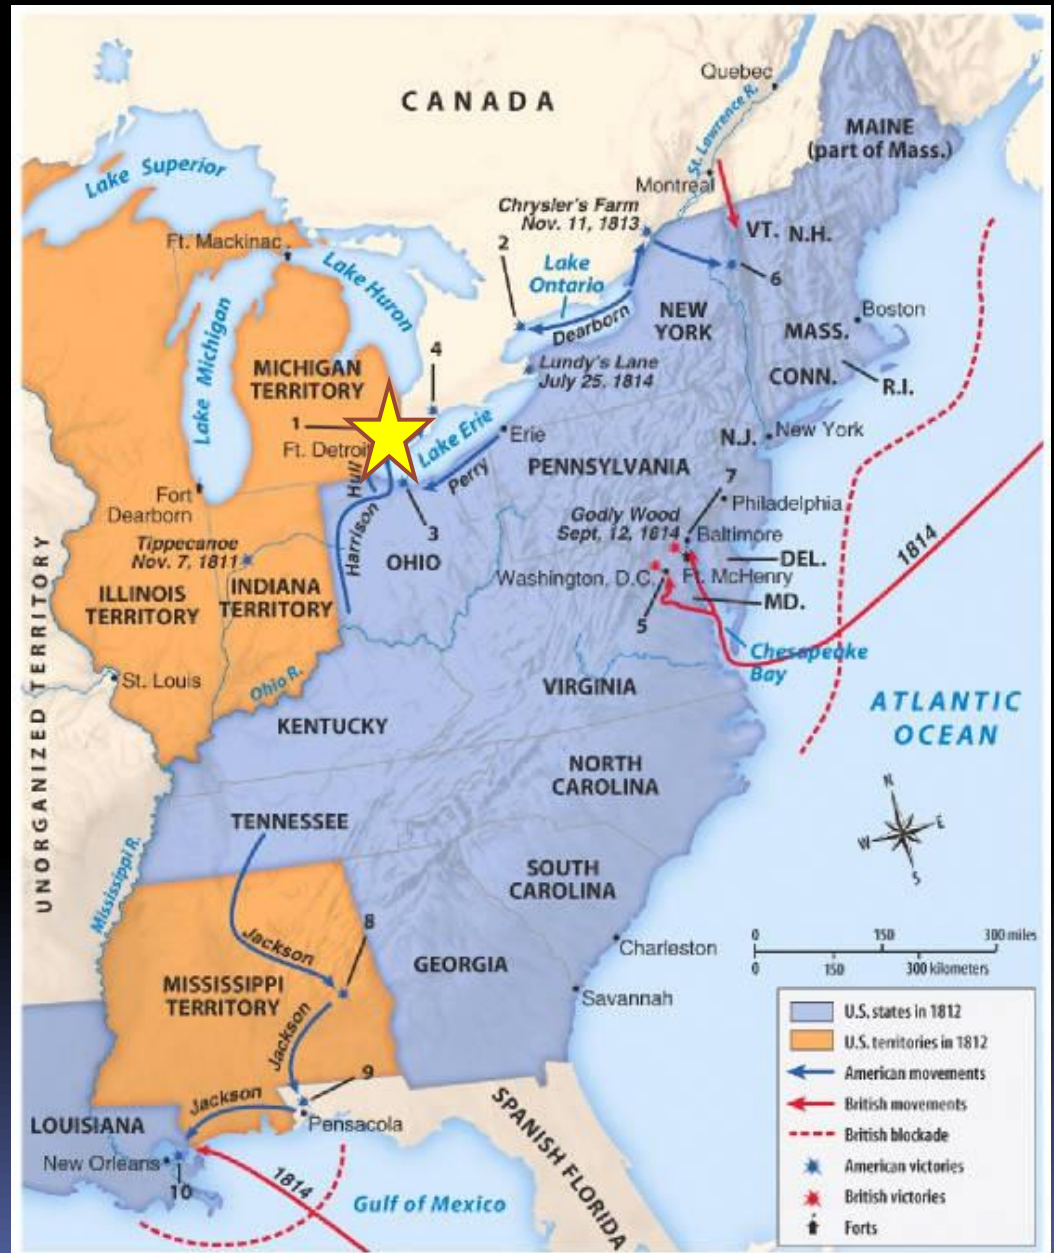 Quebec
CANADA
St. Lawrence R.
MAINE
(part of Mass.)
Lake Superior
Montreal
Chrysler's Farm
Nov. 11, 1813
VT.
N.H.
Ft. Mackinac
2
Lake Huron
Lake
Ontario
6
Dearborn
NEW
YORK
Boston
MASS.
Lake Michigan
4
Lundy's Lane
July 25, 1814
MICHIGAN
TERRITORY
CONN.
R.I.
1
Ft. Detroit
Lake Erie
Erie
N.J.
New York
Hull
Perry
PENNSYLVANIA
7
Fort
Dearborn
Philadelphia
Harrison
3
Godly Wood
Sept, 12, 1814
Baltimore
1814
Tippecanoe
Nov. 7, 1811
OHIO
DEL.
Washington, D.C.
Ft. McHenry
ILLINOIS
TERRITORY
INDIANA
TERRITORY
MD.
5
UNORGANIZED TERRITORY
Chesapeake
Bay
St. Louis
Ohio R.
VIRGINIA
ATLANTIC
OCEAN
KENTUCKY
NORTH
CAROLINA
N
W
E
S
TENNESSEE
Mississippi R.
SOUTH
CAROLINA
8
Jackson
Charleston
0 150 300 miles
0 150 300 kilometers
GEORGIA
MISSISSIPPI
TERRITORY
Savannah
Jackson
9
Jackson
Pensacola
SPANISH FLORIDA
LOUISIANA
New Orleans
10
1814
Gulf of Mexico
U.S. states in 1812
U.S. territories in 1812
American movements
British movements
British blockade
American victories
British victories
Forts